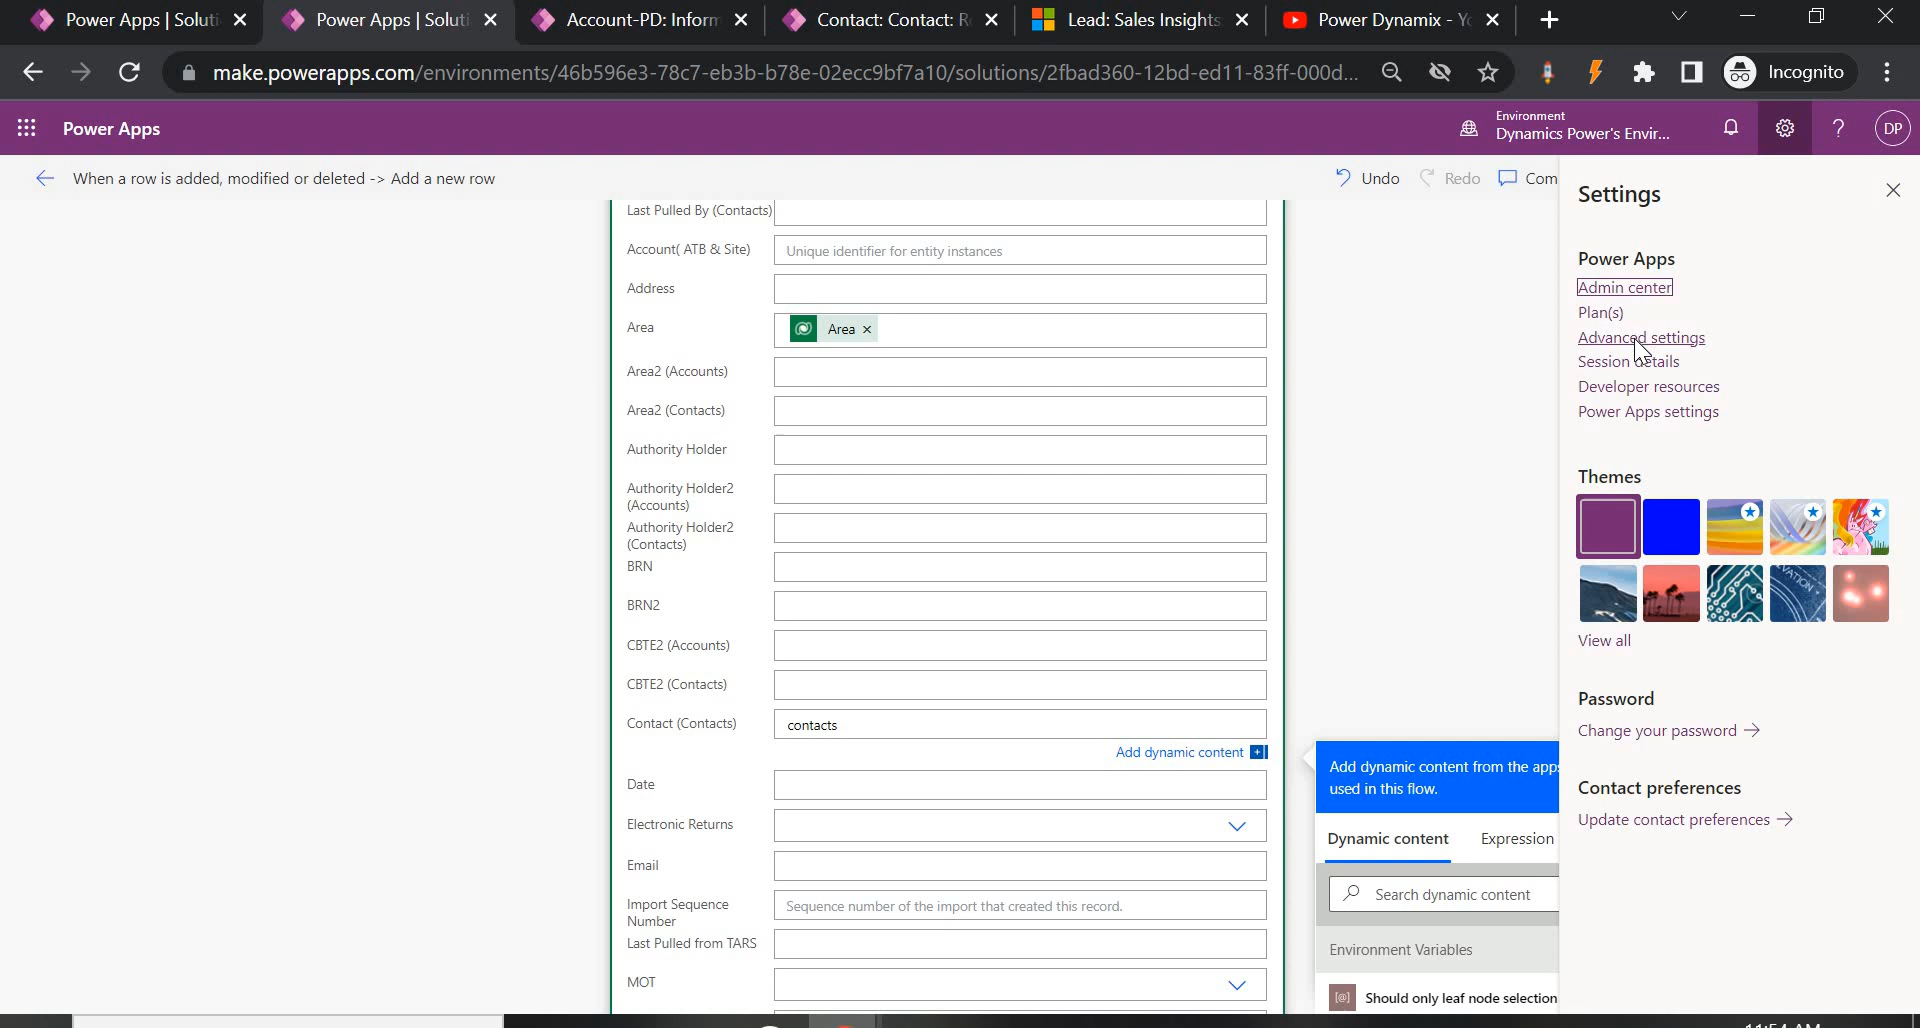 Power Apps | Soluti
Power Apps | Soluti
Account-PD: Inform
Contact: Contact: R
Lead: Sales Insights
Power Dynamix - Y
make.powerapps.com/environments/46b596e3-78c7-eb3b-b78e-02ecc9bf7a10/solutions/2fbad360-12bd-ed11-83ff-000d...
Incognito
Power Apps
Environment
Dynamics Power's Envir...
?
DP
When a row is added, modified or deleted -> Add a new row
Undo
Redo
Com
Last Pulled By (Contacts)
Account( ATB & Site)
Unique identifier for entity instances
Address
Area
Area
Area2 (Accounts)
Area2 (Contacts)
Authority Holder
Authority Holder2
(Accounts)
Authority Holder2
(Contacts)
BRN
BRN2
CBTE2 (Accounts)
CBTE2 (Contacts)
Contact (Contacts)
contacts
Add dynamic content
Date
Electronic Returns
Email
Import Sequence
Number
Sequence number of the import that created this record.
Last Pulled from TARS
MOT
Add dynamic content from the apps
used in this flow.
Dynamic content
Expression
Search dynamic content
Environment Variables
Should only leaf node selection
Settings
Power Apps
Admin center
Plan(s)
Advanced settings
Session details
Developer resources
Power Apps settings
Themes
View all
Password
Change your password
Contact preferences
Update contact preferences
11:54 AM